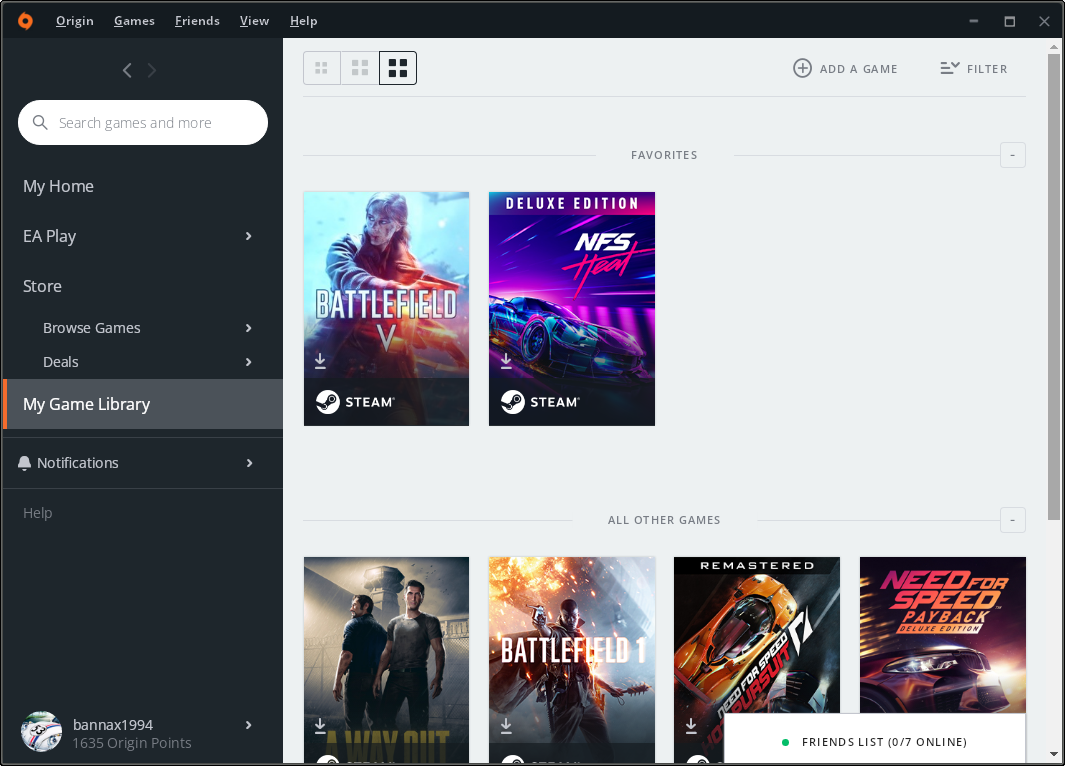 Origin Games Friends View Help
Search games and more
My Home
EA Play
Store
Browse Games
Deals
My Game Library
Notifications
Help
bannax1994
1635 Origin Points
ADD A GAME FILTER
FAVORITES -
BATTLEFIELD
V
STEAM®
DELUXE EDITION
NFS
Heat
STEAM®
ALL OTHER GAMES -
A WAY OUT
BATTLEFIELD 1
REMASTERED
NEED FOR SPEED
HOT PURSUIT
NEED FOR
SPEED
PAYBACK
DELUXE EDITION
FRIENDS LIST (0/7 ONLINE)